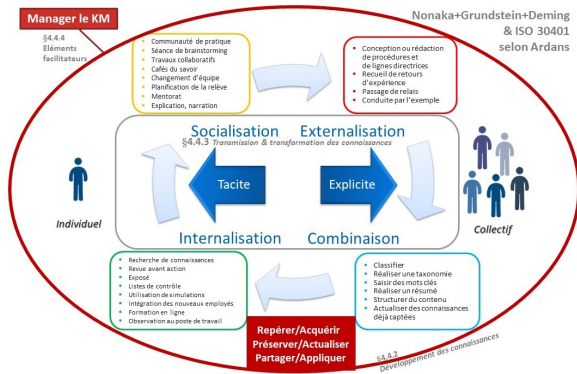 Manager le KM
Nonaka+Grundstein+Deming
& ISO 30401
selon Ardans
§4.4.4
Eléments
facilitateurs
Communauté de pratique
Séance de brainstorming
Travaux collaboratifs
Cafés du savoir
Changement d'équipe
Planification de la relève
Mentorat
Explication, narration
Conception ou rédaction
de procédures et
de lignes directrices
Recueil de retours
d'expérience
Passage de relais
Conduite par l'exemple
Socialisation
Externalisation
§4.4.3 Transmission & transformation des connaissances
Tacite
Explicite
Individuel
Collectif
Internalisation
Combinaison
Recherche de connaissances
Revue avant action
Exposé
Listes de contrôle
Utilisation de simulations
Intégration des nouveaux employés
Formation en ligne
Observation au poste de travail
Classifier
Réaliser une taxonomie
Saisir des mots clés
Réaliser un résumé
Structurer du contenu
Actualiser des connaissances
déjà captées
Repérer/Acquérir
Préserver/Actualiser
Partager/Appliquer
§4.4.2
Développement des connaissances